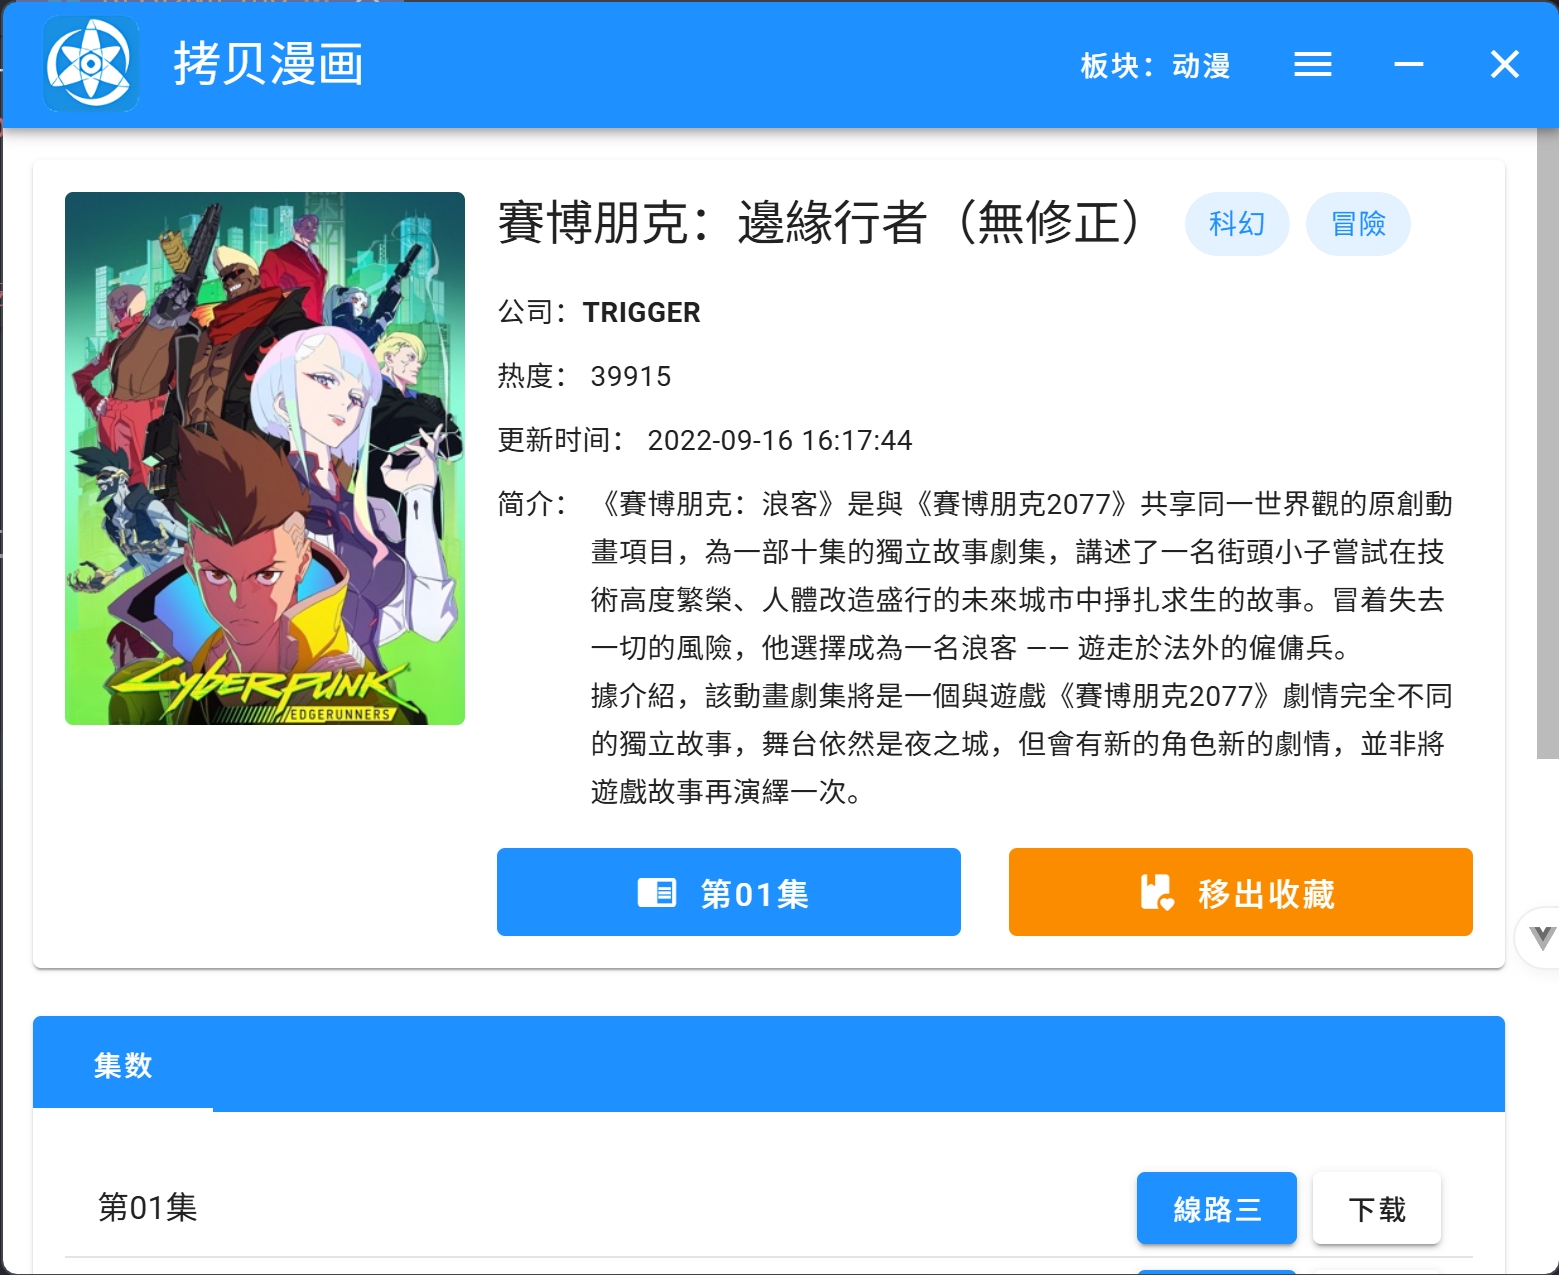 拷贝漫画
板块：动漫
賽博朋克：邊緣行者（無修正） 科幻 冒險
公司：TRIGGER
热度： 39915
更新时间： 2022-09-16 16:17:44
简介： 《賽博朋克：浪客》是與《賽博朋克2077》共享同一世界觀的原創動
畫項目，為一部十集的獨立故事劇集，講述了一名街頭小子嘗試在技
術高度繁榮、人體改造盛行的未來城市中掙扎求生的故事。冒着失去
一切的風險，他選擇成為一名浪客 —— 遊走於法外的僱傭兵。
據介紹，該動畫劇集將是一個與遊戲《賽博朋克2077》劇情完全不同
的獨立故事，舞台依然是夜之城，但會有新的角色新的劇情，並非將
遊戲故事再演繹一次。
CYBERPUNK
EDGERUNNERS
第01集
移出收藏
集数
第01集
線路三
下载